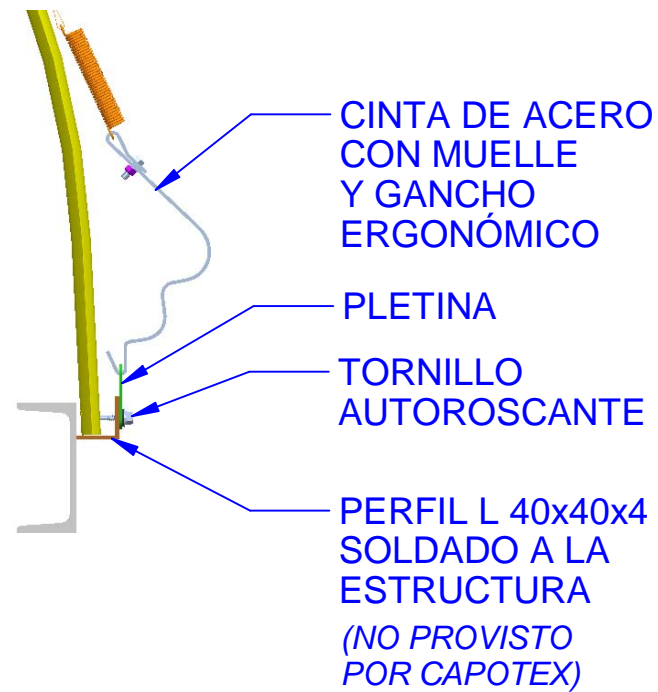 CINTA DE ACERO
CON MUELLE
Y GANCHO
ERGONÓMICO
PLETINA
TORNILLO
AUTOROSCANTE
PERFIL L 40x40x4
SOLDADO A LA
ESTRUCTURA
(NO PROVISTO
POR CAPOTEX)